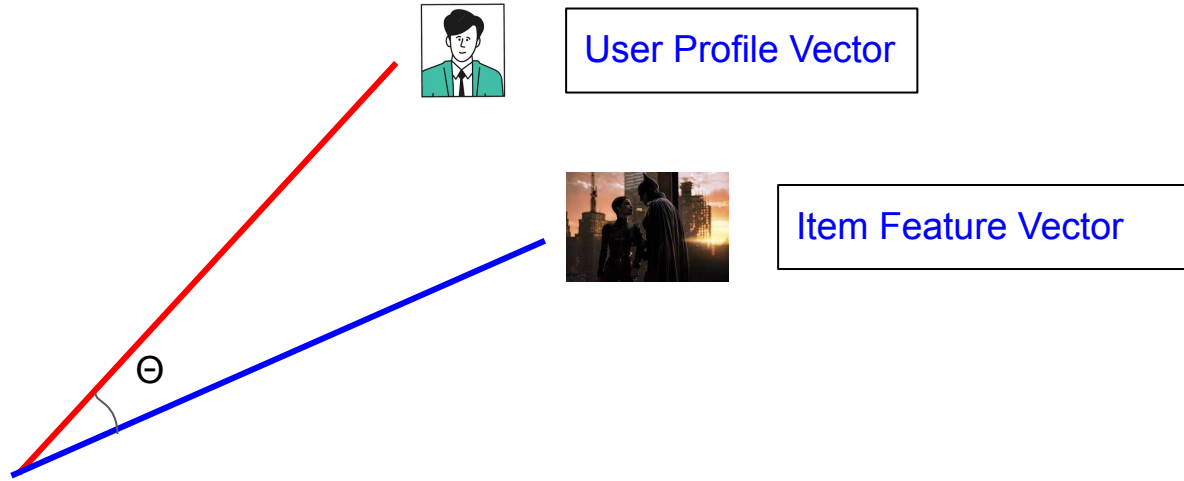 User Profile Vector
Item Feature Vector
Θ